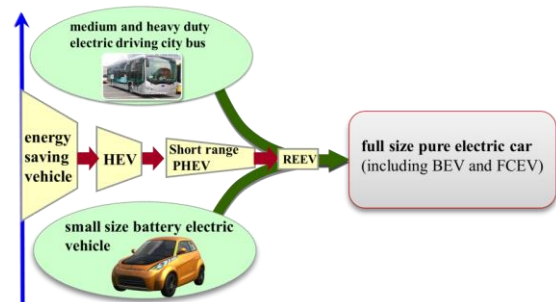 medium and heavy duty
electric driving city bus
energy
saving
vehicle
HEV
Short range
PHEV
REEV
full size pure electric car
(including BEV and FCEV)
small size battery electric
vehicle